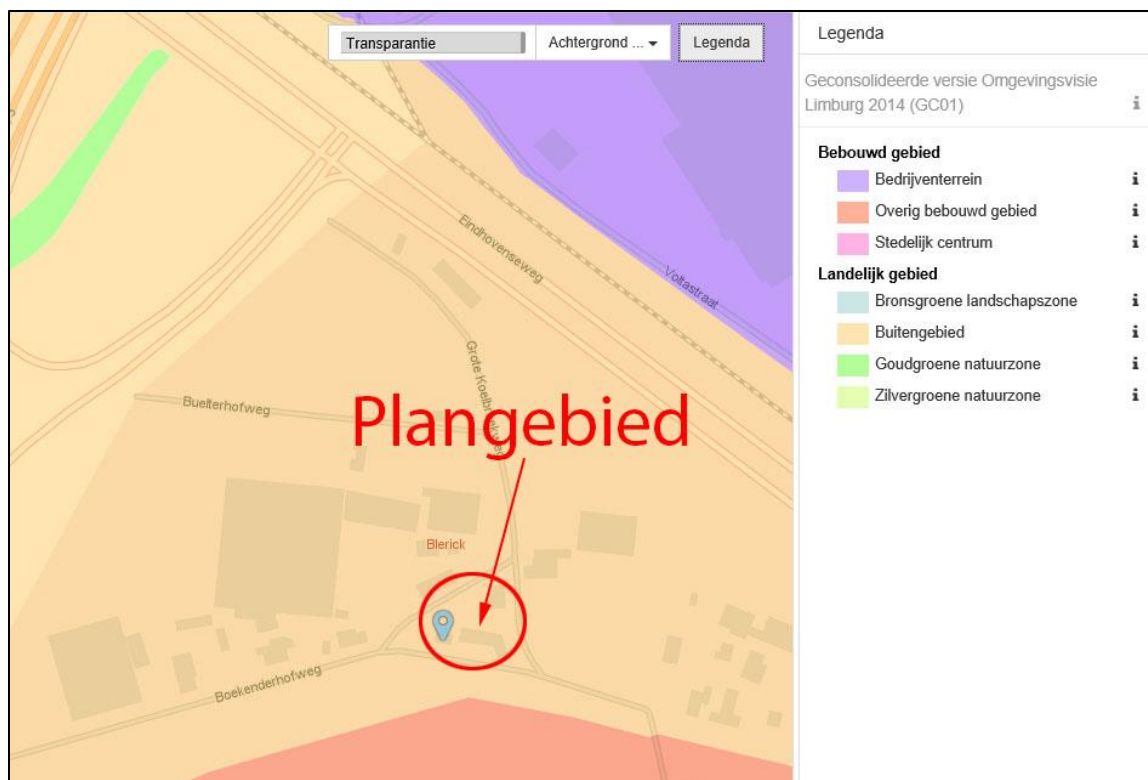 Transparantie
Achtergrond ...
Legenda
Eindhovenseweg
Voltastraat
Grote Koelbroekweg
Buelterhofweg
Plangebied
Blerick
Boekenderhofweg
Legenda
Geconsolideerde versie Omgevingsvisie
Limburg 2014 (GC01)
Bebouwd gebied
Bedrijventerrein
Overig bebouwd gebied
Stedelijk centrum
Landelijk gebied
Bronsgroene landschapszone
Buitengebied
Goudgroene natuurzone
Zilvergroene natuurzone